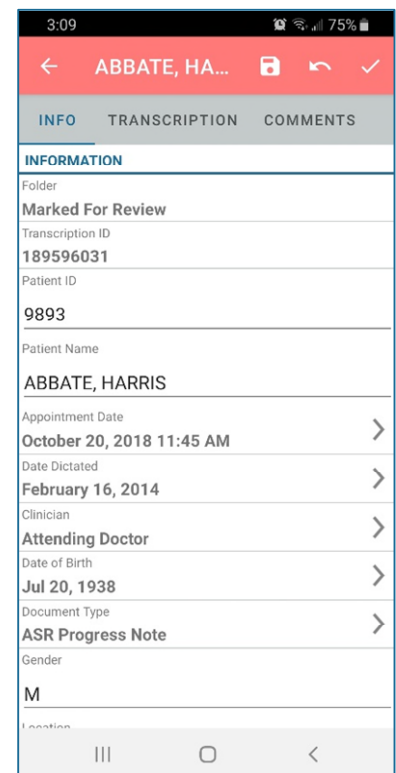 3:09 75%
ABBATE, HA...
INFO TRANSCRIPTION COMMENTS
INFORMATION
Folder
Marked For Review
Transcription ID
189596031
Patient ID
9893
Patient Name
ABBATE, HARRIS
Appointment Date
October 20, 2018 11:45 AM
Date Dictated
February 16, 2014
Clinician
Attending Doctor
Date of Birth
Jul 20, 1938
Document Type
ASR Progress Note
Gender
M
Location